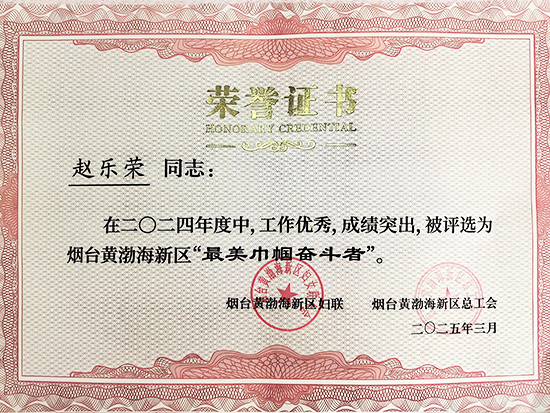 荣誉证书
HONORARY CREDENTIAL
赵乐荣 同志：
在二〇二四年度中，工作优秀，成绩突出，被评选为
烟台黄渤海新区“最美巾帼奋斗者”。
烟台黄渤海新区妇联 烟台黄渤海新区总工会
二〇二五年三月